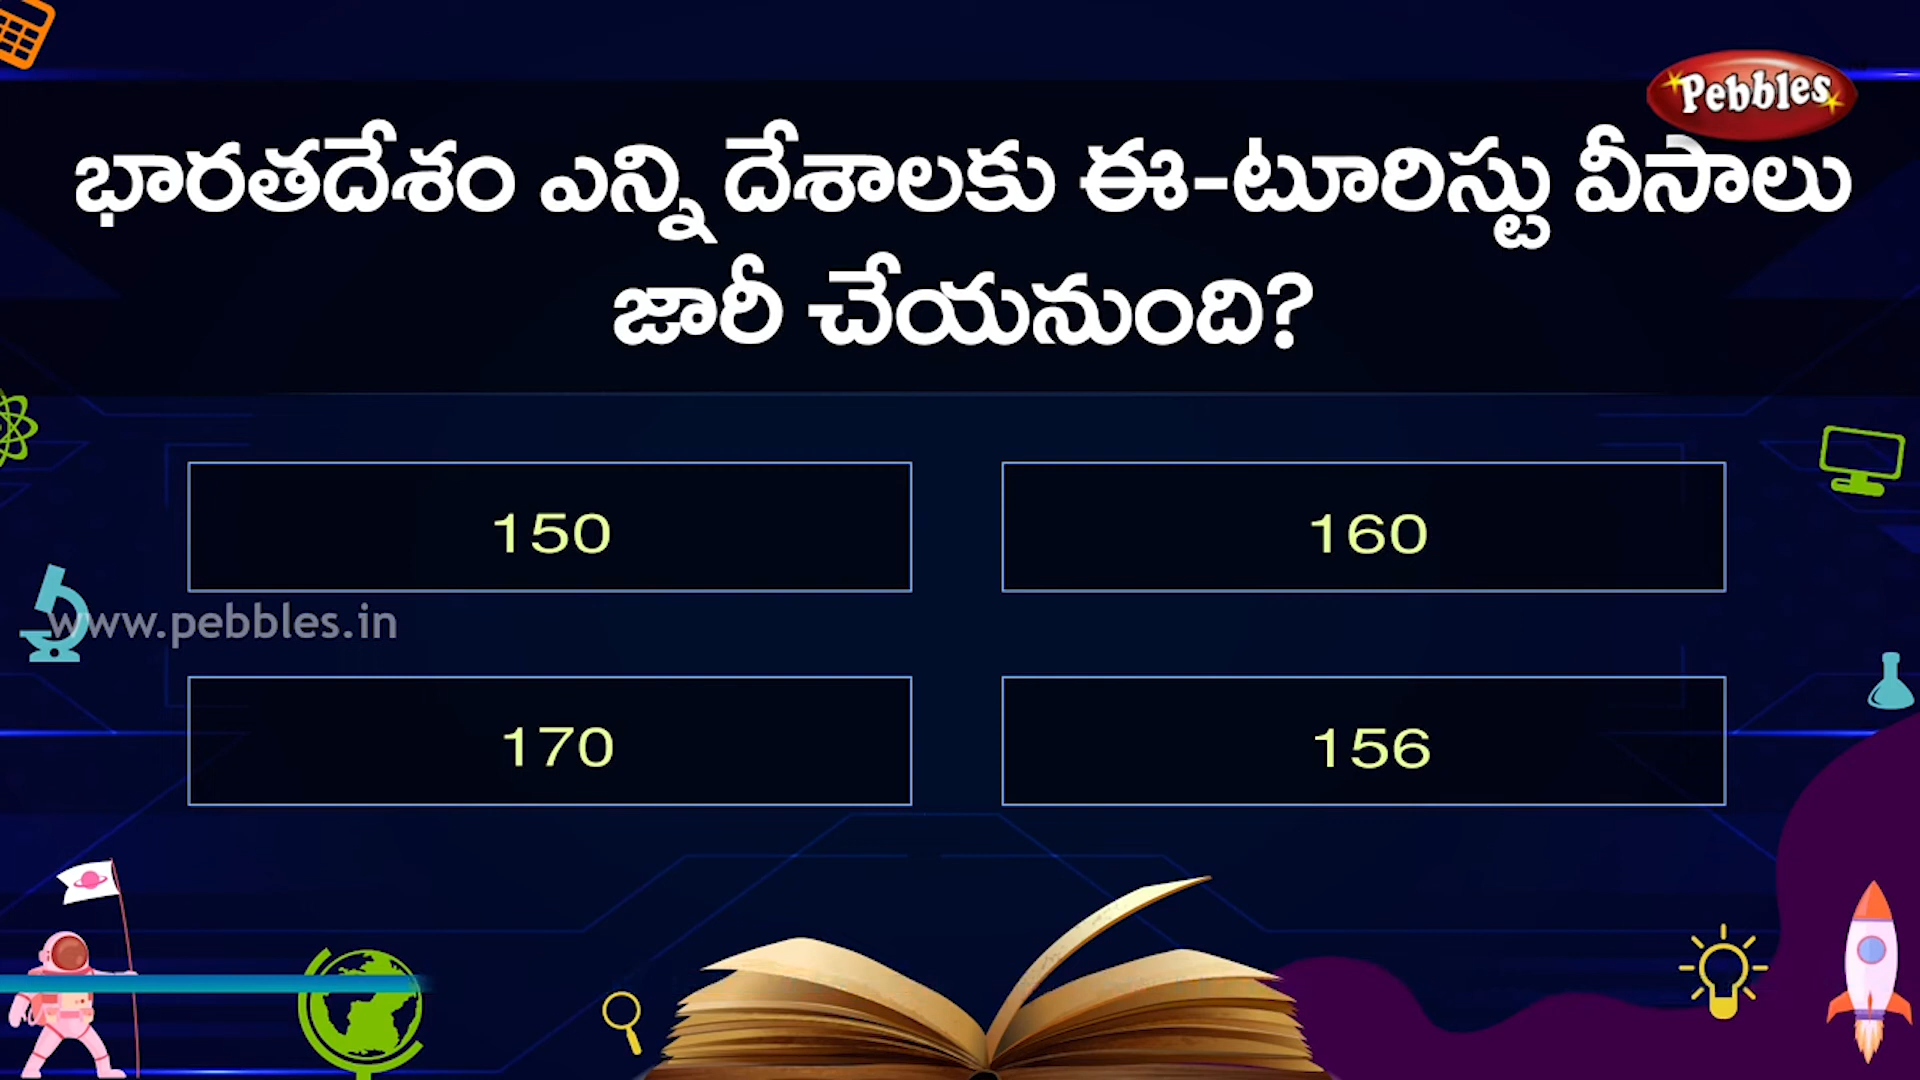 Pebbles
భారతదేశం ఎన్ని దేశాలకు ఈ-టూరిస్టు వీసాలు
జారీ చేయనుంది?
150
160
www.pebbles.in
170
156